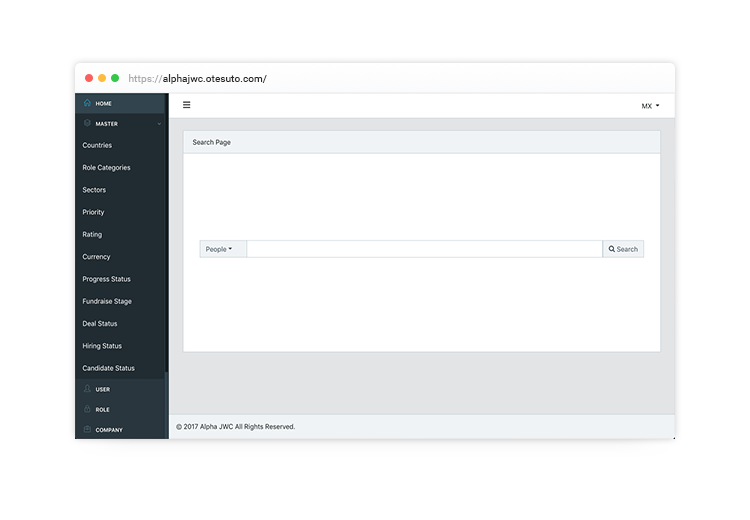 https://alphajwc.otesuto.com/
HOME
MX
MASTER
Countries
Search Page
Role Categories
Sectors
Priority
Rating
People
Search
Currency
Progress Status
Fundraise Stage
Deal Status
Hiring Status
Candidate Status
USER
ROLE
COMPANY
© 2017 Alpha JWC All Rights Reserved.